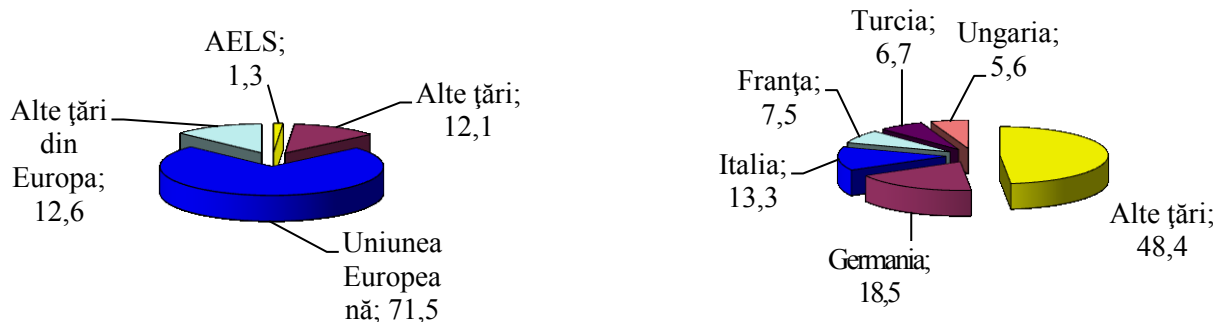 AELS;
1,3
Alte ţări;
12,1
Alte ţări
din
Europa;
12,6
Uniunea
Europea
nă; 71,5
Turcia;
6,7
Ungaria;
5,6
Franţa;
7,5
Italia;
13,3
Alte ţări;
48,4
Germania;
18,5